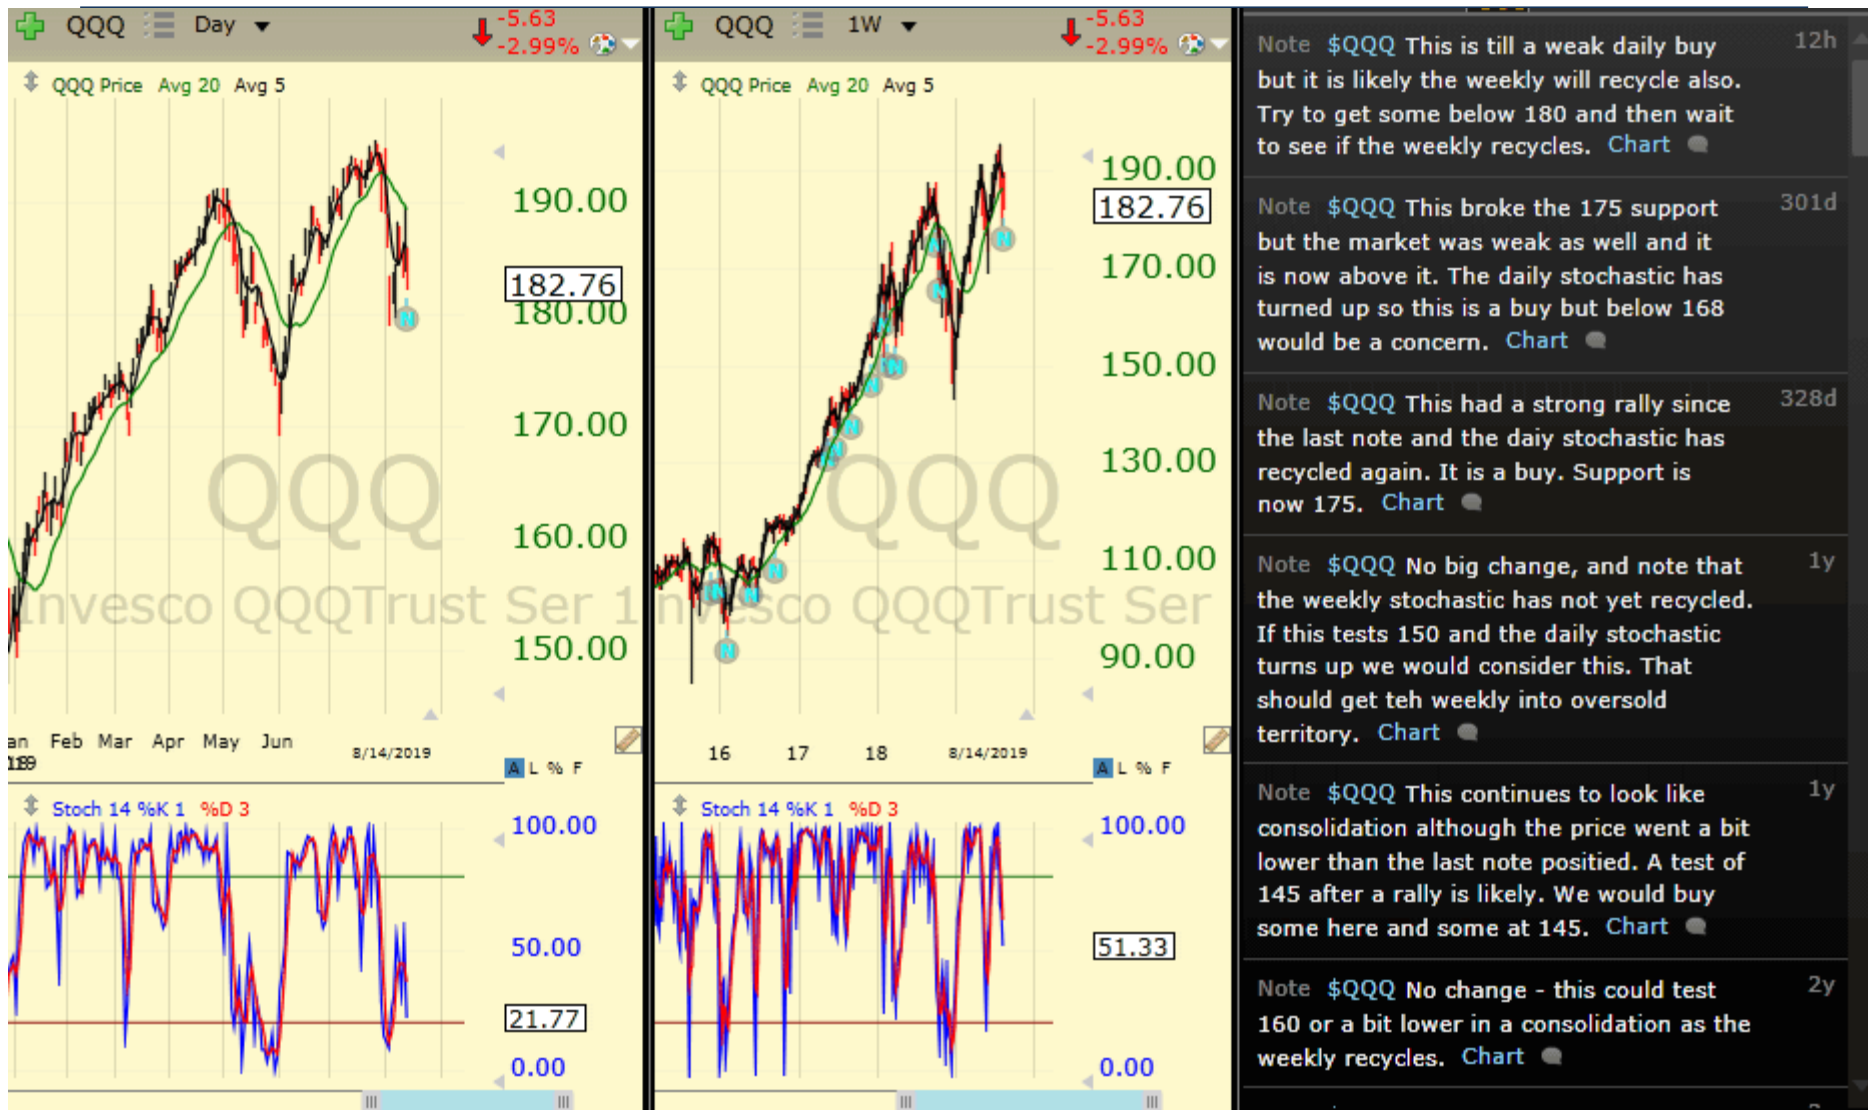 QQQ Day
-5.63
-2.99%
QQQ Price Avg 20 Avg 5
190.00
182.76
180.00
170.00
160.00
150.00
QQQ
Invesco QQQTrust Ser 1
N
an Feb Mar Apr May Jun 8/14/2019
A L % F
Stoch 14 %K 1 %D 3
100.00
50.00
21.77
0.00
QQQ 1W
-5.63
-2.99%
QQQ Price Avg 20 Avg 5
190.00
182.76
170.00
150.00
130.00
110.00
90.00
QQQ
nvesco QQQTrust Ser
N
N
N
N
N
N
N
N
N
N
16 17 18 8/14/2019
A L % F
Stoch 14 %K 1 %D 3
100.00
51.33
0.00
Note $QQQ This is till a weak daily buy 12h
but it is likely the weekly will recycle also.
Try to get some below 180 and then wait
to see if the weekly recycles. Chart
Note $QQQ This broke the 175 support 301d
but the market was weak as well and it
is now above it. The daily stochastic has
turned up so this is a buy but below 168
would be a concern. Chart
Note $QQQ This had a strong rally since 328d
the last note and the daiy stochastic has
recycled again. It is a buy. Support is
now 175. Chart
Note $QQQ No big change, and note that 1y
the weekly stochastic has not yet recycled.
If this tests 150 and the daily stochastic
turns up we would consider this. That
should get teh weekly into oversold
territory. Chart
Note $QQQ This continues to look like 1y
consolidation although the price went a bit
lower than the last note positied. A test of
145 after a rally is likely. We would buy
some here and some at 145. Chart
Note $QQQ No change - this could test 2y
160 or a bit lower in a consolidation as the
weekly recycles. Chart